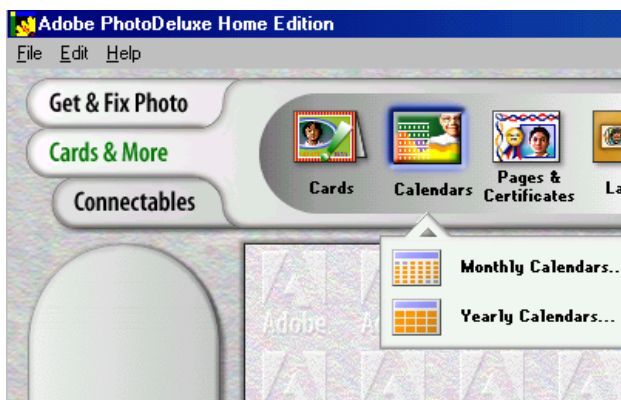 Adobe PhotoDeluxe Home Edition
File Edit Help
Get & Fix Photo
Cards & More
Connectables
Cards
Calendars
Pages &
Certificates
La
Monthly Calendars..
Yearly Calendars...
Adobe
A